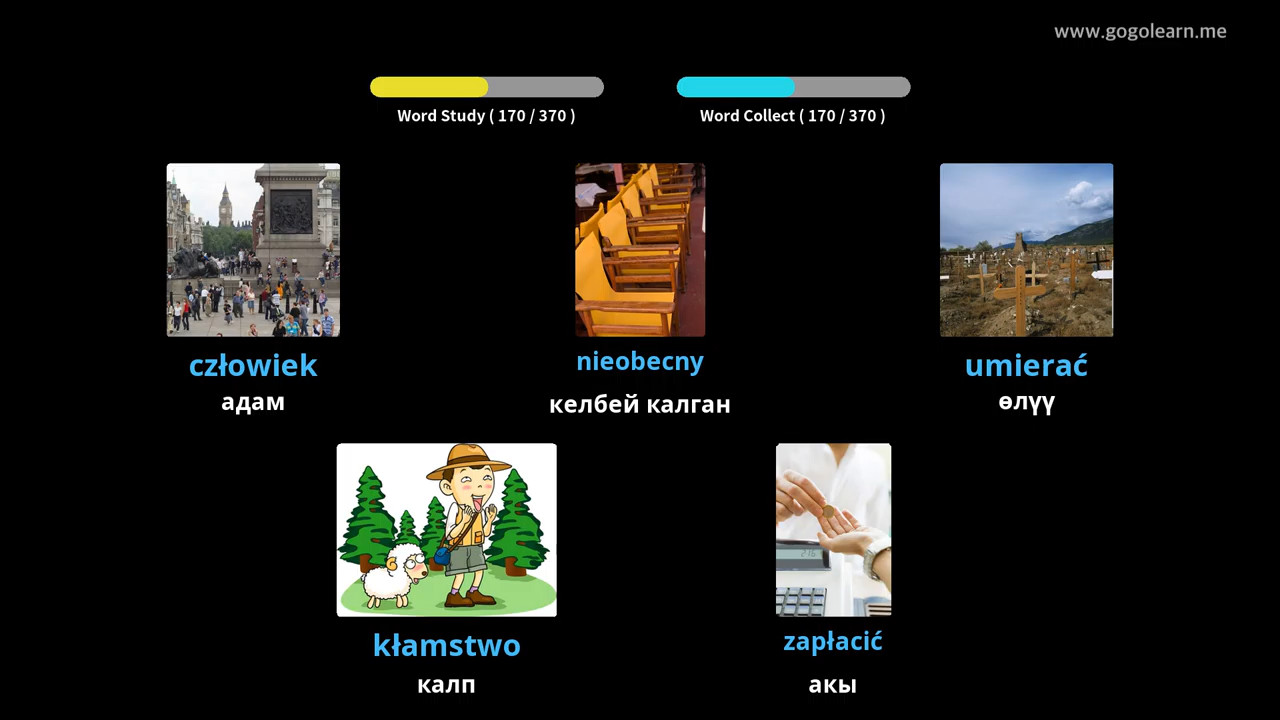 www.gogolearn.me
Word Study ( 170 / 370 )
Word Collect ( 170 / 370 )
człowiek
адам
nieobecny
келбей калган
umierać
өлүү
kłamstwo
калп
zapłacić
акы